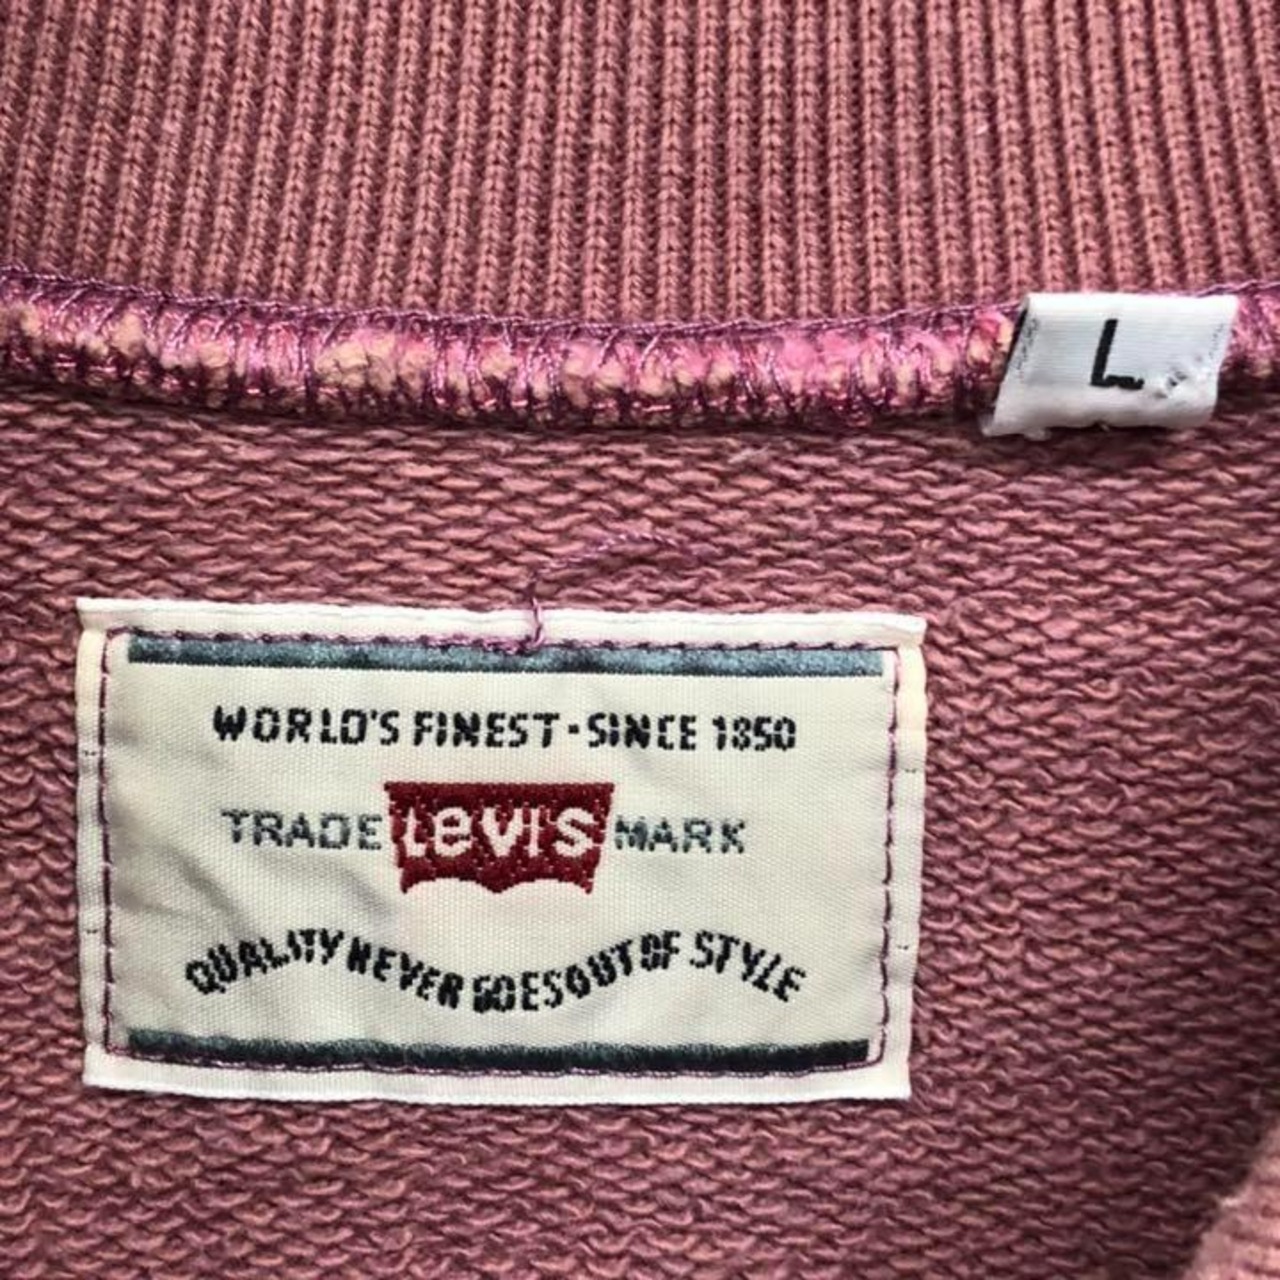 L
WORLD'S FINEST·SINCE 1850
TRADE Levi's MARK
QUALITY NEVER GOES OUT OF STYLE